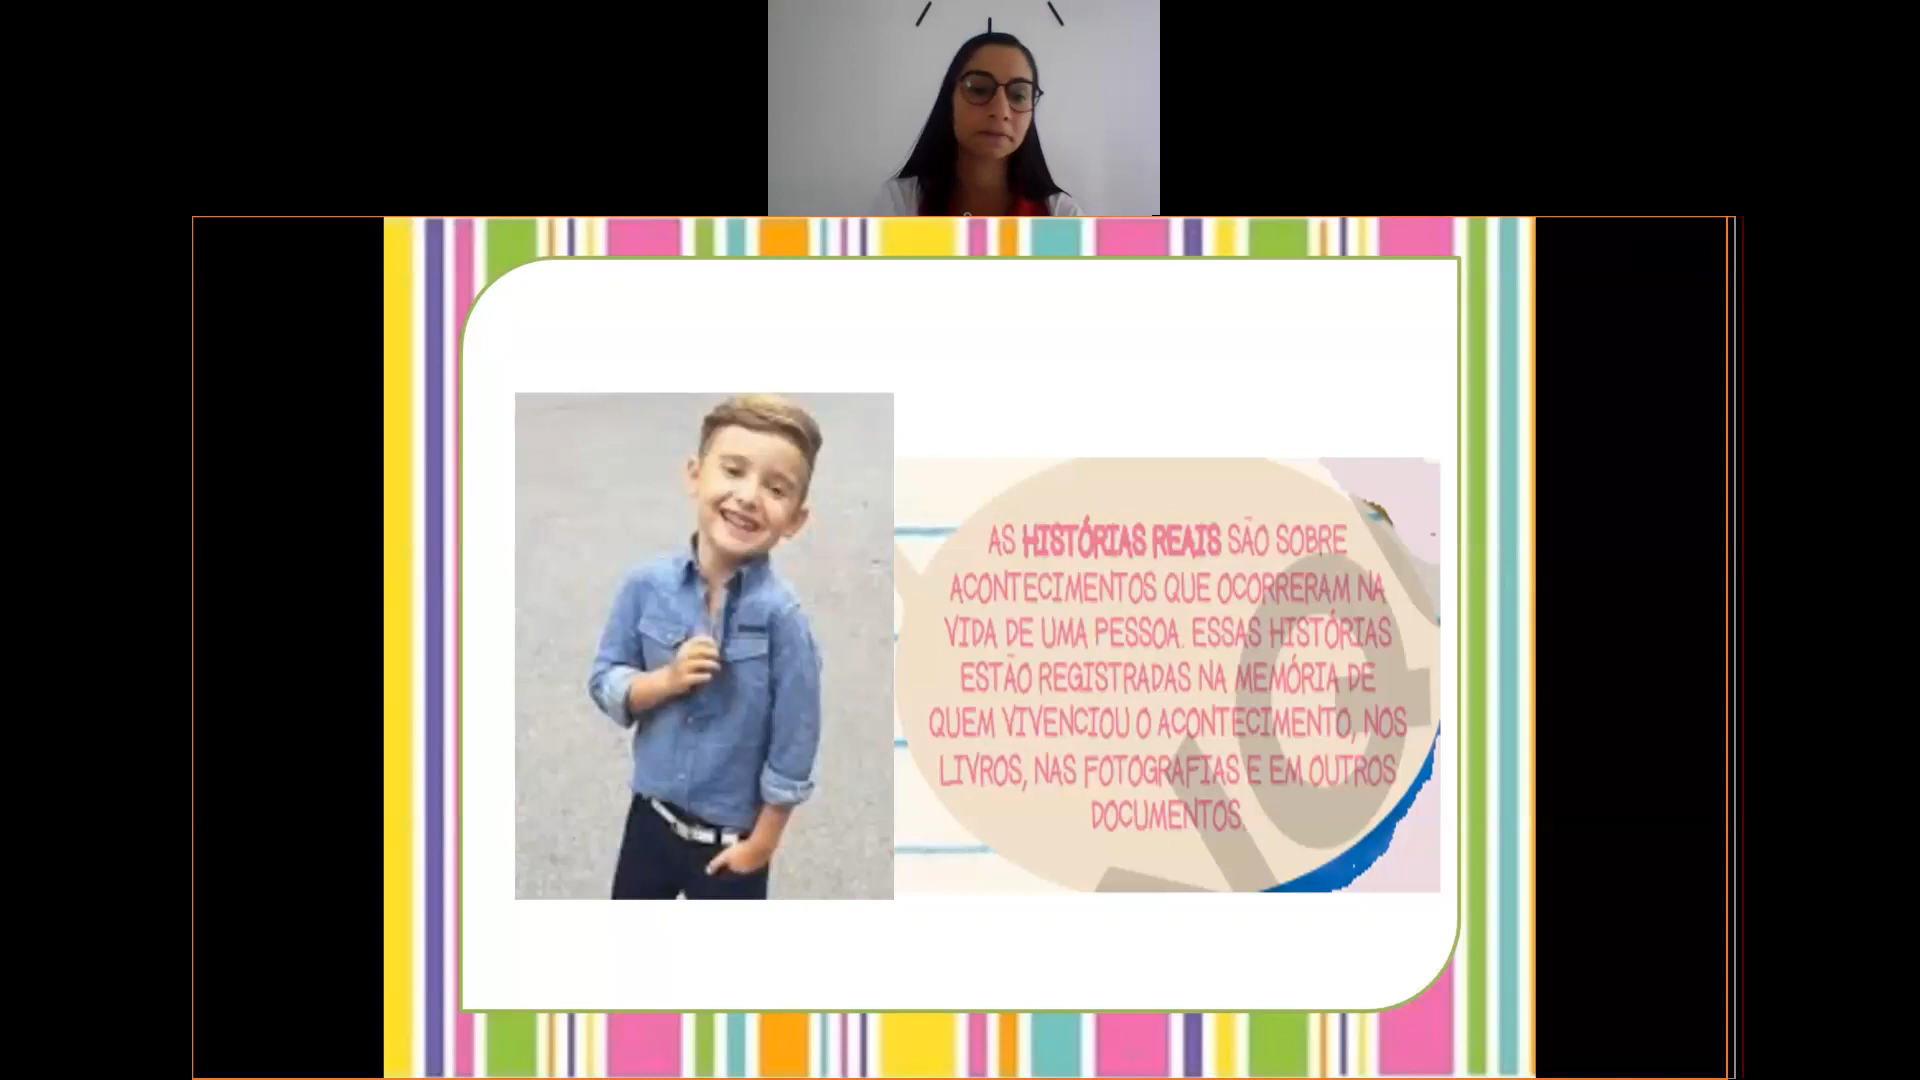 AS HISTÓRIAS REAIS SÃO SOBRE
ACONTECIMENTOS QUE OCORRERAM NA
VIDA DE UMA PESSOA. ESSAS HISTÓRIAS
ESTÃO REGISTRADAS NA MEMÓRIA DE
QUEM VIVENCIOU O ACONTECIMENTO, NOS
LIVROS, NAS FOTOGRAFIAS E EM OUTROS
DOCUMENTOS.